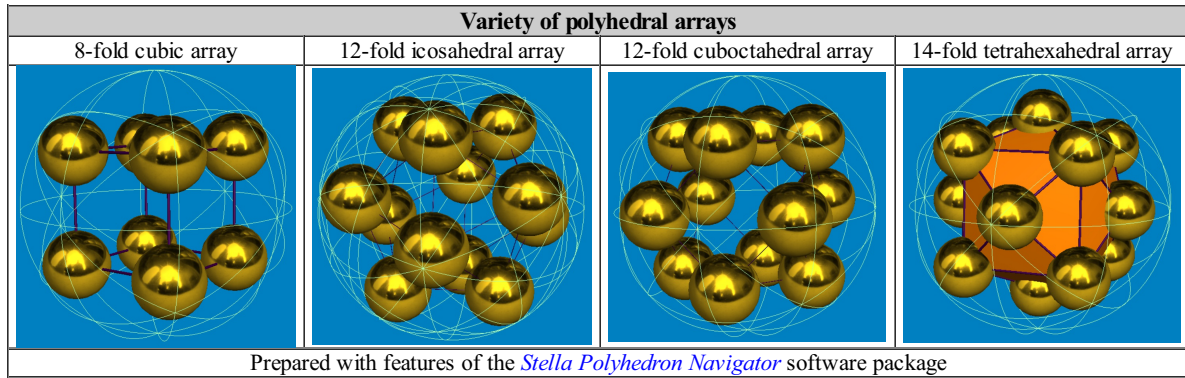 Variety of polyhedral arrays
8-fold cubic array
12-fold icosahedral array
12-fold cuboctahedral array
14-fold tetrahexahedral array
Prepared with features of the Stella Polyhedron Navigator software package